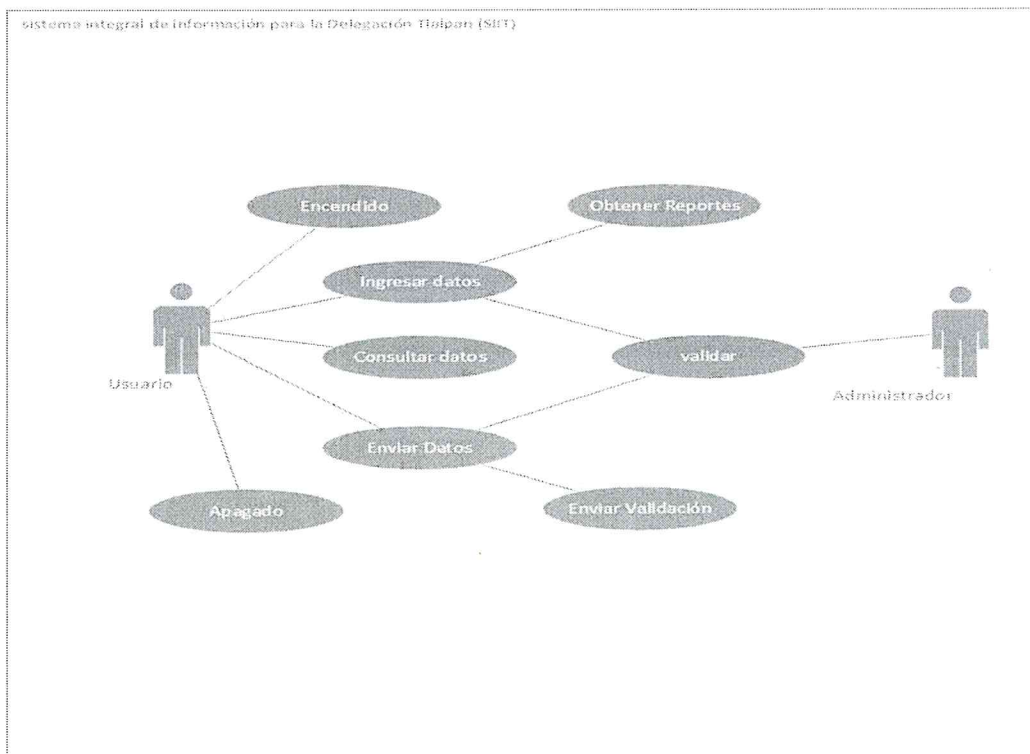 sistema integral de información para la Delegación Tlalpan (SIIT)
Encendido
Obtener Reportes
Ingresar datos
Consultar datos
validar
Usuario
Administrador
Enviar Datos
Apagado
Enviar Validación